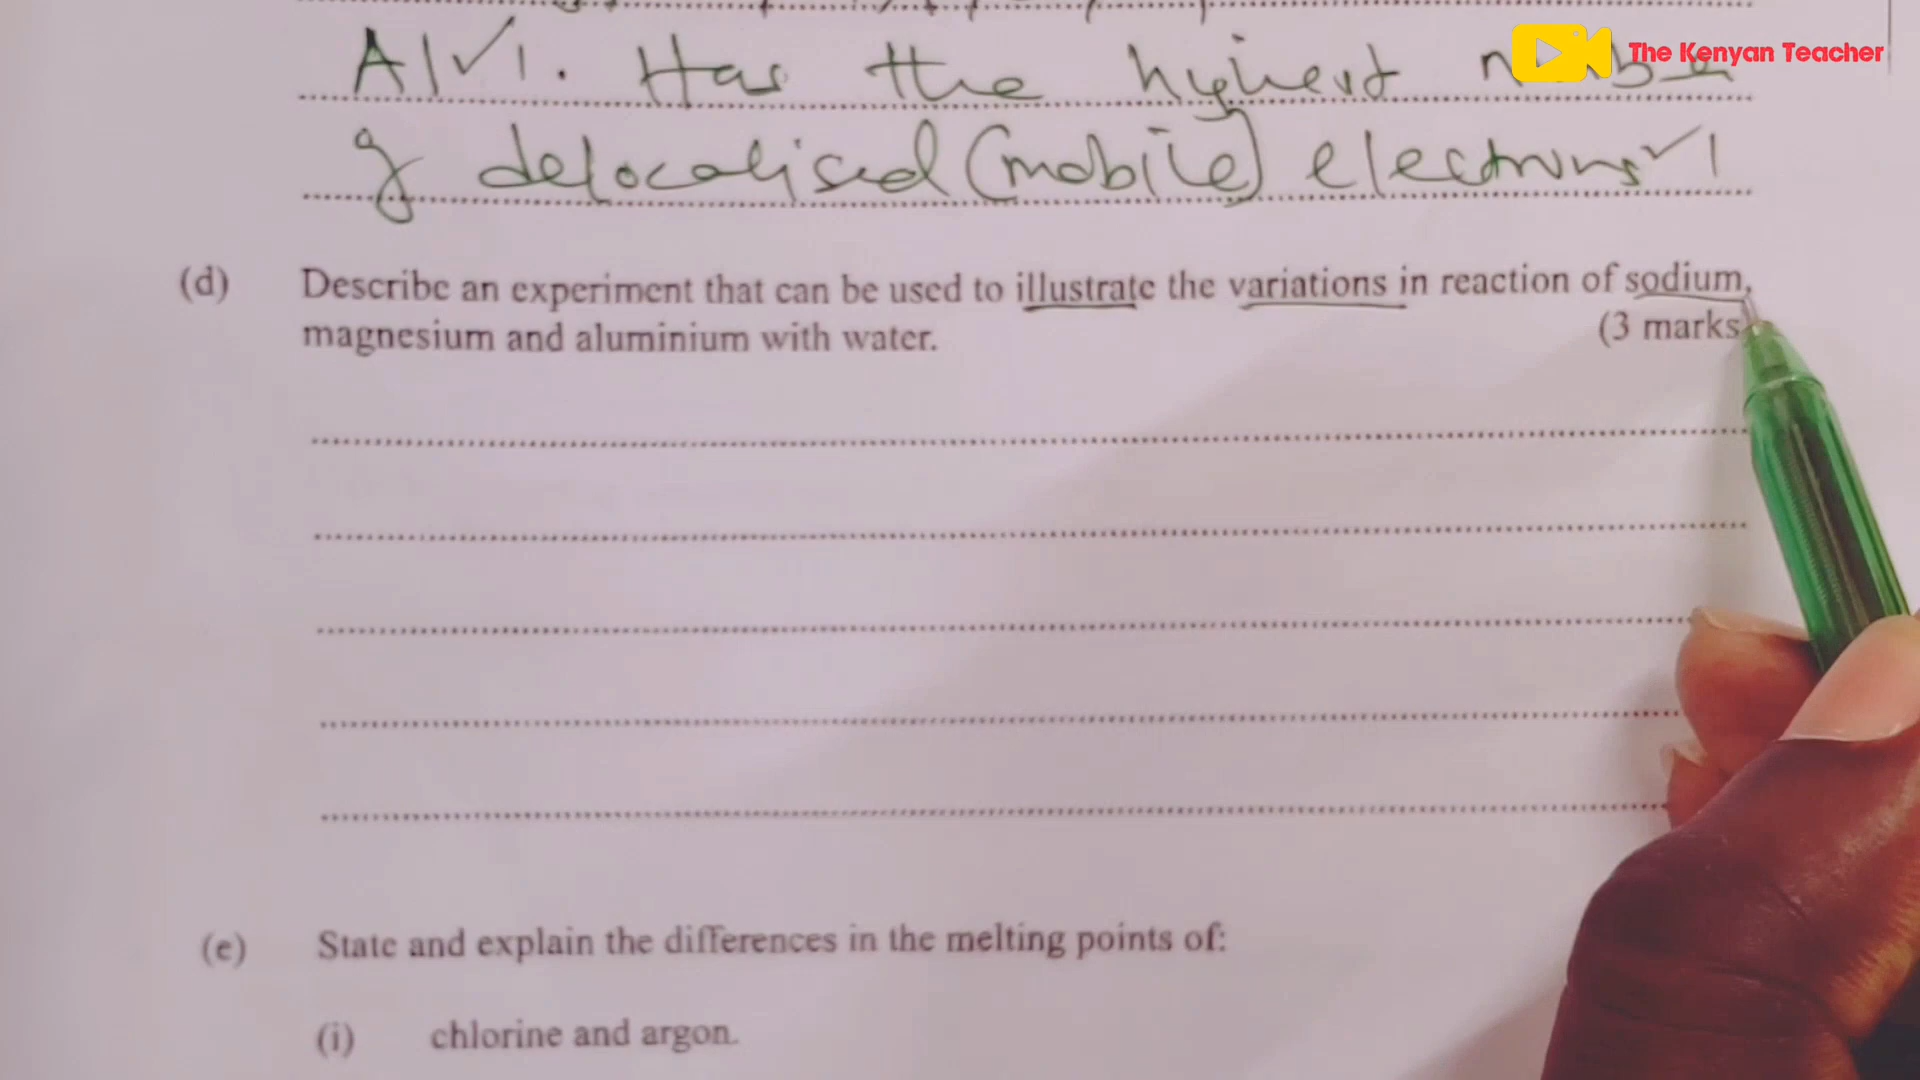 The Kenyan Teacher
Al ✓1. Has the highest
of delocalised (mobile) electrons ✓1
(d) Describe an experiment that can be used to illustrate the variations in reaction of sodium,
magnesium and aluminium with water. (3 marks)
(e) State and explain the differences in the melting points of:
(i) chlorine and argon.